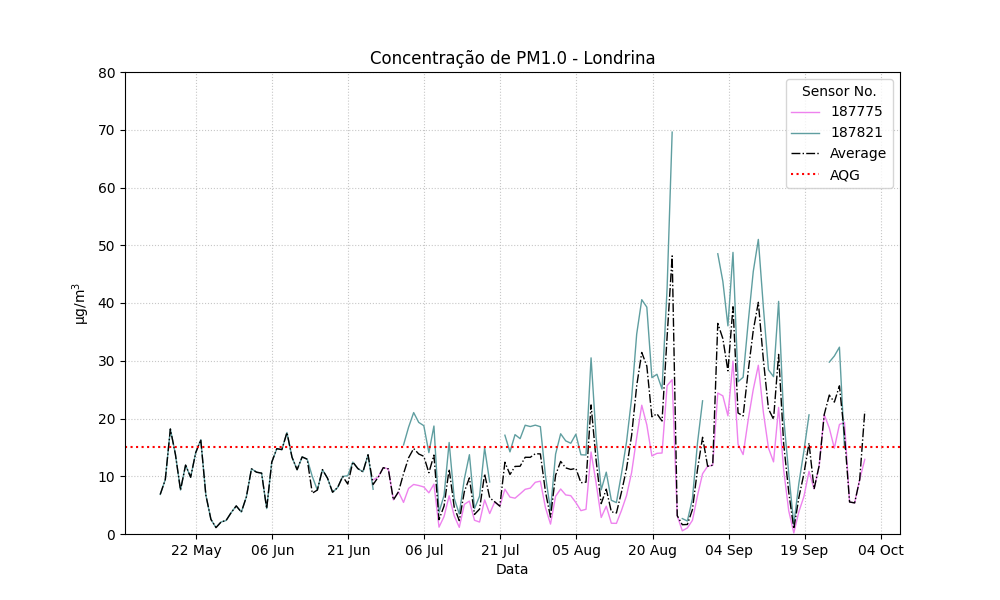 Concentração de PM1.0 - Londrina
80
70
60
50
40
30
20
10
0
µg/m³
Sensor No.
187775
187821
Average
AQG
22 May 06 Jun 21 Jun 06 Jul 21 Jul 05 Aug 20 Aug 04 Sep 19 Sep 04 Oct
Data